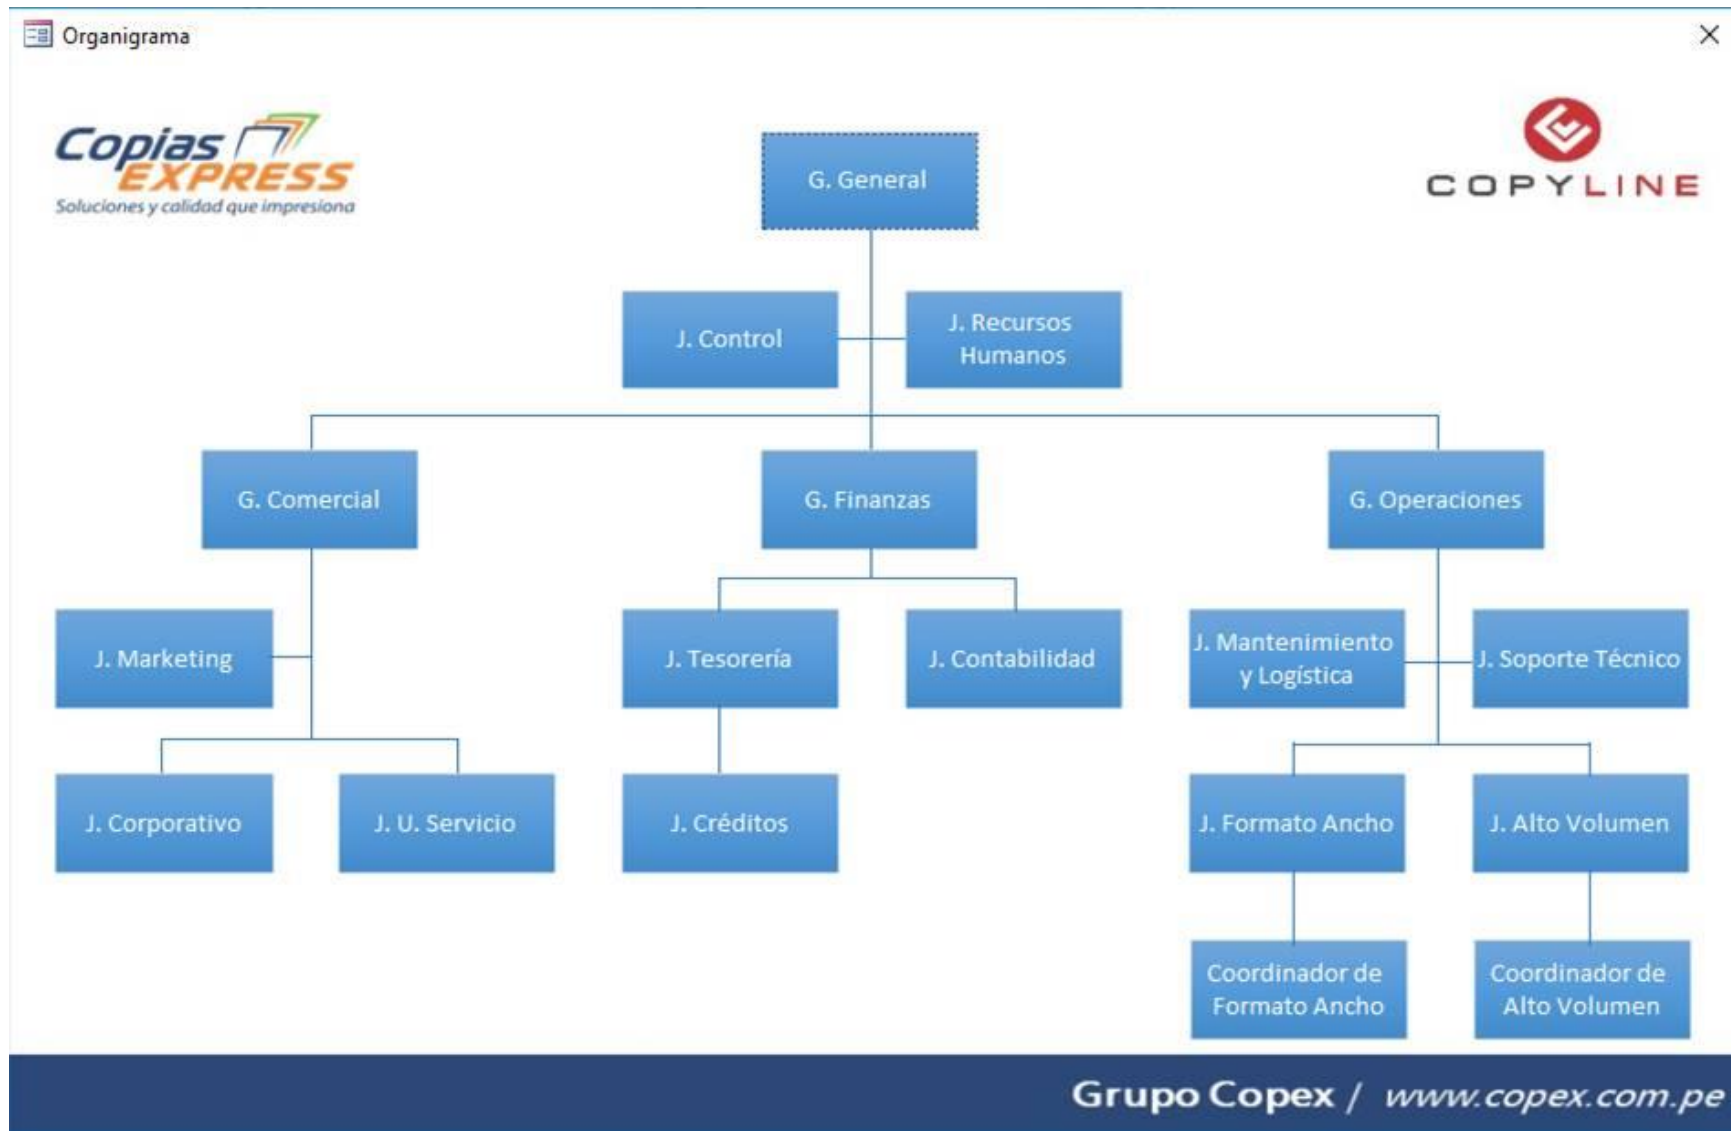 Organigrama
Copias
EXPRESS
Soluciones y calidad que impresiona
COPYLINE
G. General
J. Control
J. Recursos
Humanos
G. Comercial
G. Finanzas
G. Operaciones
J. Marketing
J. Tesorería
J. Contabilidad
J. Mantenimiento
y Logística
J. Soporte Técnico
J. Corporativo
J. U. Servicio
J. Créditos
J. Formato Ancho
J. Alto Volumen
Coordinador de
Formato Ancho
Coordinador de
Alto Volumen
Grupo Copex / www.copex.com.pe